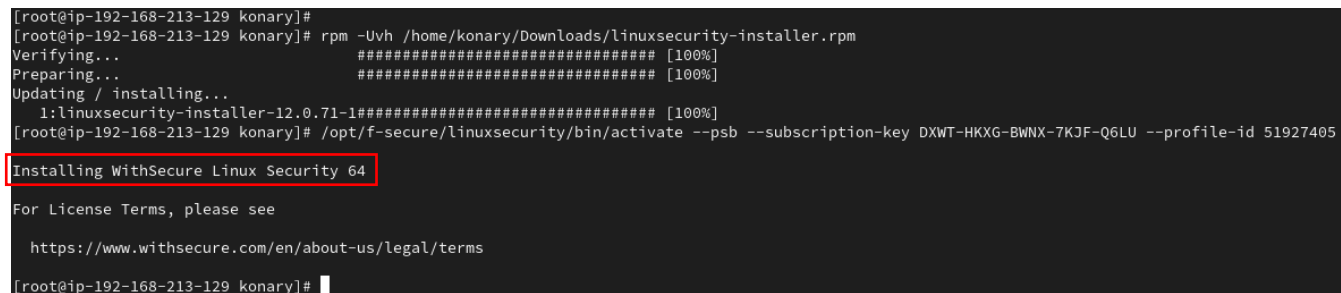 [root@ip-192-168-213-129 konary]#
[root@ip-192-168-213-129 konary]# rpm -Uvh /home/konary/Downloads/linuxsecurity-installer.rpm
Verifying... ################################# [100%]
Preparing... ################################# [100%]
Updating / installing...
1:linuxsecurity-installer-12.0.71-1################################# [100%]
[root@ip-192-168-213-129 konary]# /opt/f-secure/linuxsecurity/bin/activate --psb --subscription-key DXWT-HKXG-BWNX-7KJF-Q6LU --profile-id 51927405
Installing WithSecure Linux Security 64
For License Terms, please see
https://www.withsecure.com/en/about-us/legal/terms
[root@ip-192-168-213-129 konary]#